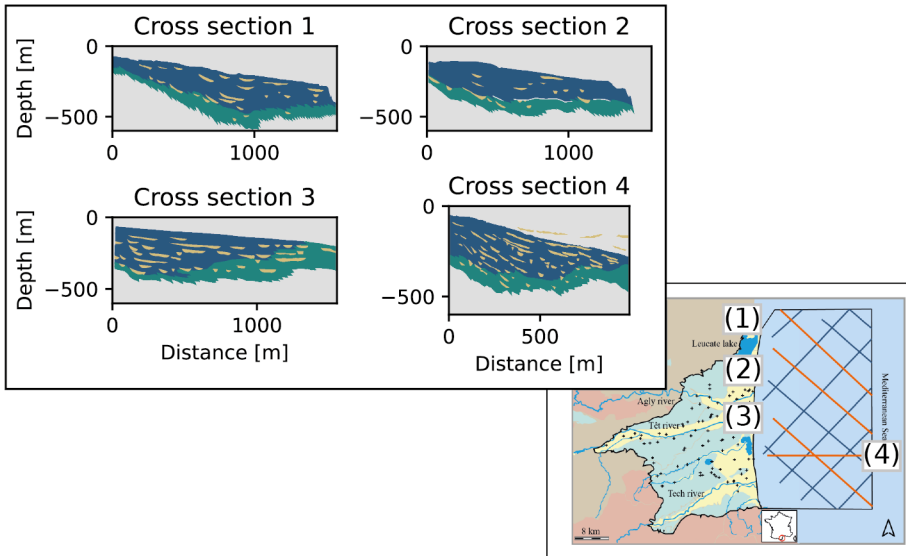 Cross section 1
Cross section 2
Depth [m]
0
−500
0
1000
0
−500
0
1000
Cross section 3
Cross section 4
Depth [m]
0
−500
0
1000
Distance [m]
0
−500
0
500
Distance [m]
(1)
Leucate lake
(2)
Agly river
(3)
Têt river
(4)
Tech river
Mediterranean Sea
8 km